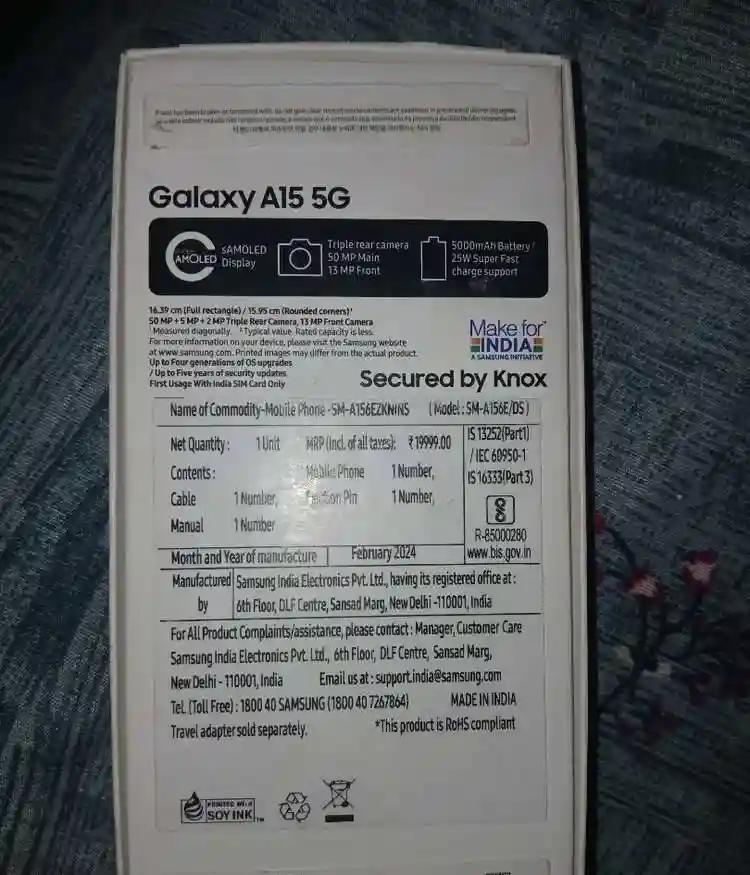 Galaxy A15 5G
AMOLED
sAMOLED
Display
Triple rear camera
50 MP Main
13 MP Front
5000mAh Battery²
25W Super Fast
charge support
16.39 cm (Full rectangle) / 15.95 cm (Rounded corners)¹
50 MP + 5 MP + 2 MP Triple Rear Camera, 13 MP Front Camera
¹Measured diagonally. ²Typical value. Rated capacity is less.
For more information on your device, please visit the Samsung website
at www.samsung.com. Printed images may differ from the actual product.
Up to Four generations of OS upgrades
/ Up to Five years of security updates
First Usage With India SIM Card Only
Make for
INDIA
A SAMSUNG INITIATIVE
Secured by Knox
Name of Commodity-Mobile Phone -SM-A156EZKNINS (Model : SM-A156E/DS)
Net Quantity : 1 Unit MRP (Incl. of all taxes): ₹19999.00
Contents : Mobile Phone 1 Number,
Cable 1 Number, Ejection Pin 1 Number,
Manual 1 Number
IS 13252(Part1)
/ IEC 60950-1
IS 16333(Part 3)
R-85000280
www.bis.gov.in
Month and Year of manufacture February 2024
Manufactured by
Samsung India Electronics Pvt. Ltd., having its registered office at :
6th Floor, DLF Centre, Sansad Marg, New Delhi -110001, India
For All Product Complaints/assistance, please contact : Manager, Customer Care
Samsung India Electronics Pvt. Ltd., 6th Floor, DLF Centre, Sansad Marg,
New Delhi - 110001, India Email us at : support.india@samsung.com
Tel. (Toll Free) : 1800 40 SAMSUNG (1800 40 7267864) MADE IN INDIA
Travel adapter sold separately. *This product is RoHS compliant
PRINTED WITH
SOY INK™